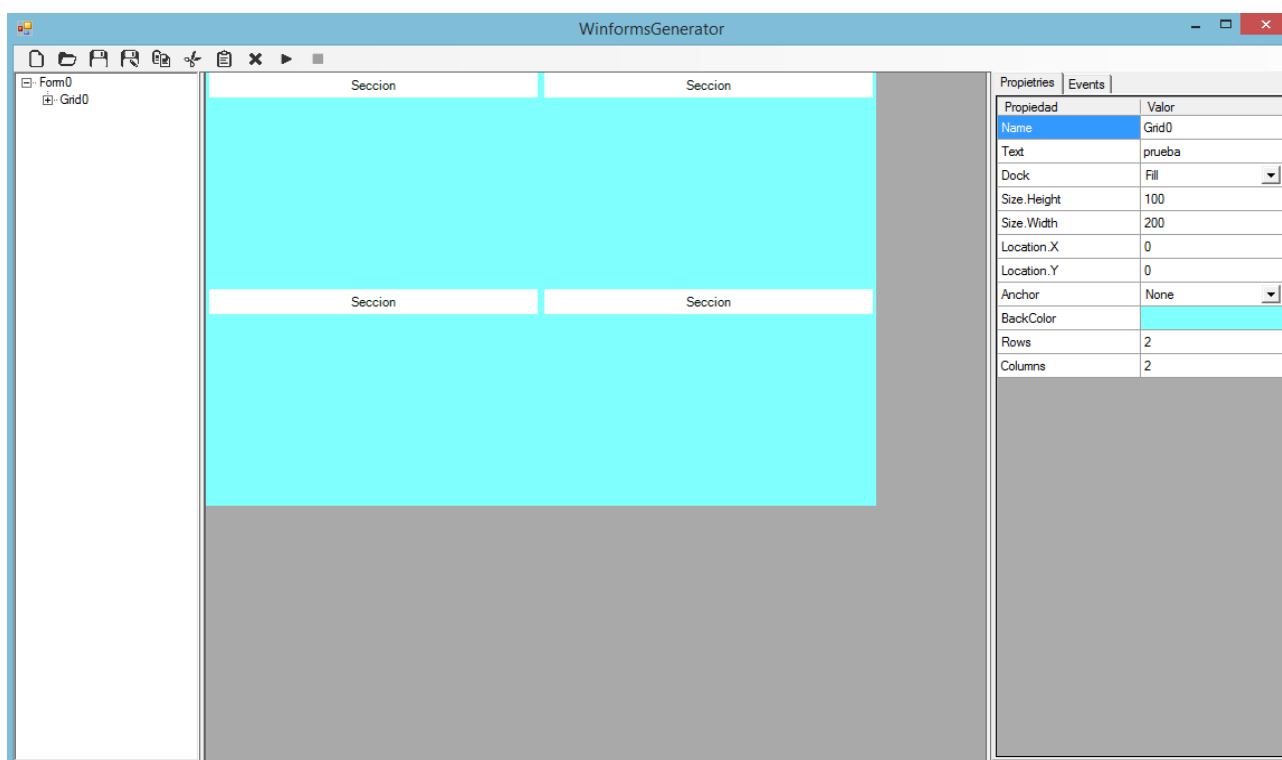 WinformsGenerator
Form0
Grid0
Seccion Seccion
Seccion Seccion
Propietries Events
Propiedad Valor
Name Grid0
Text prueba
Dock Fill
Size.Height 100
Size.Width 200
Location.X 0
Location.Y 0
Anchor None
BackColor
Rows 2
Columns 2